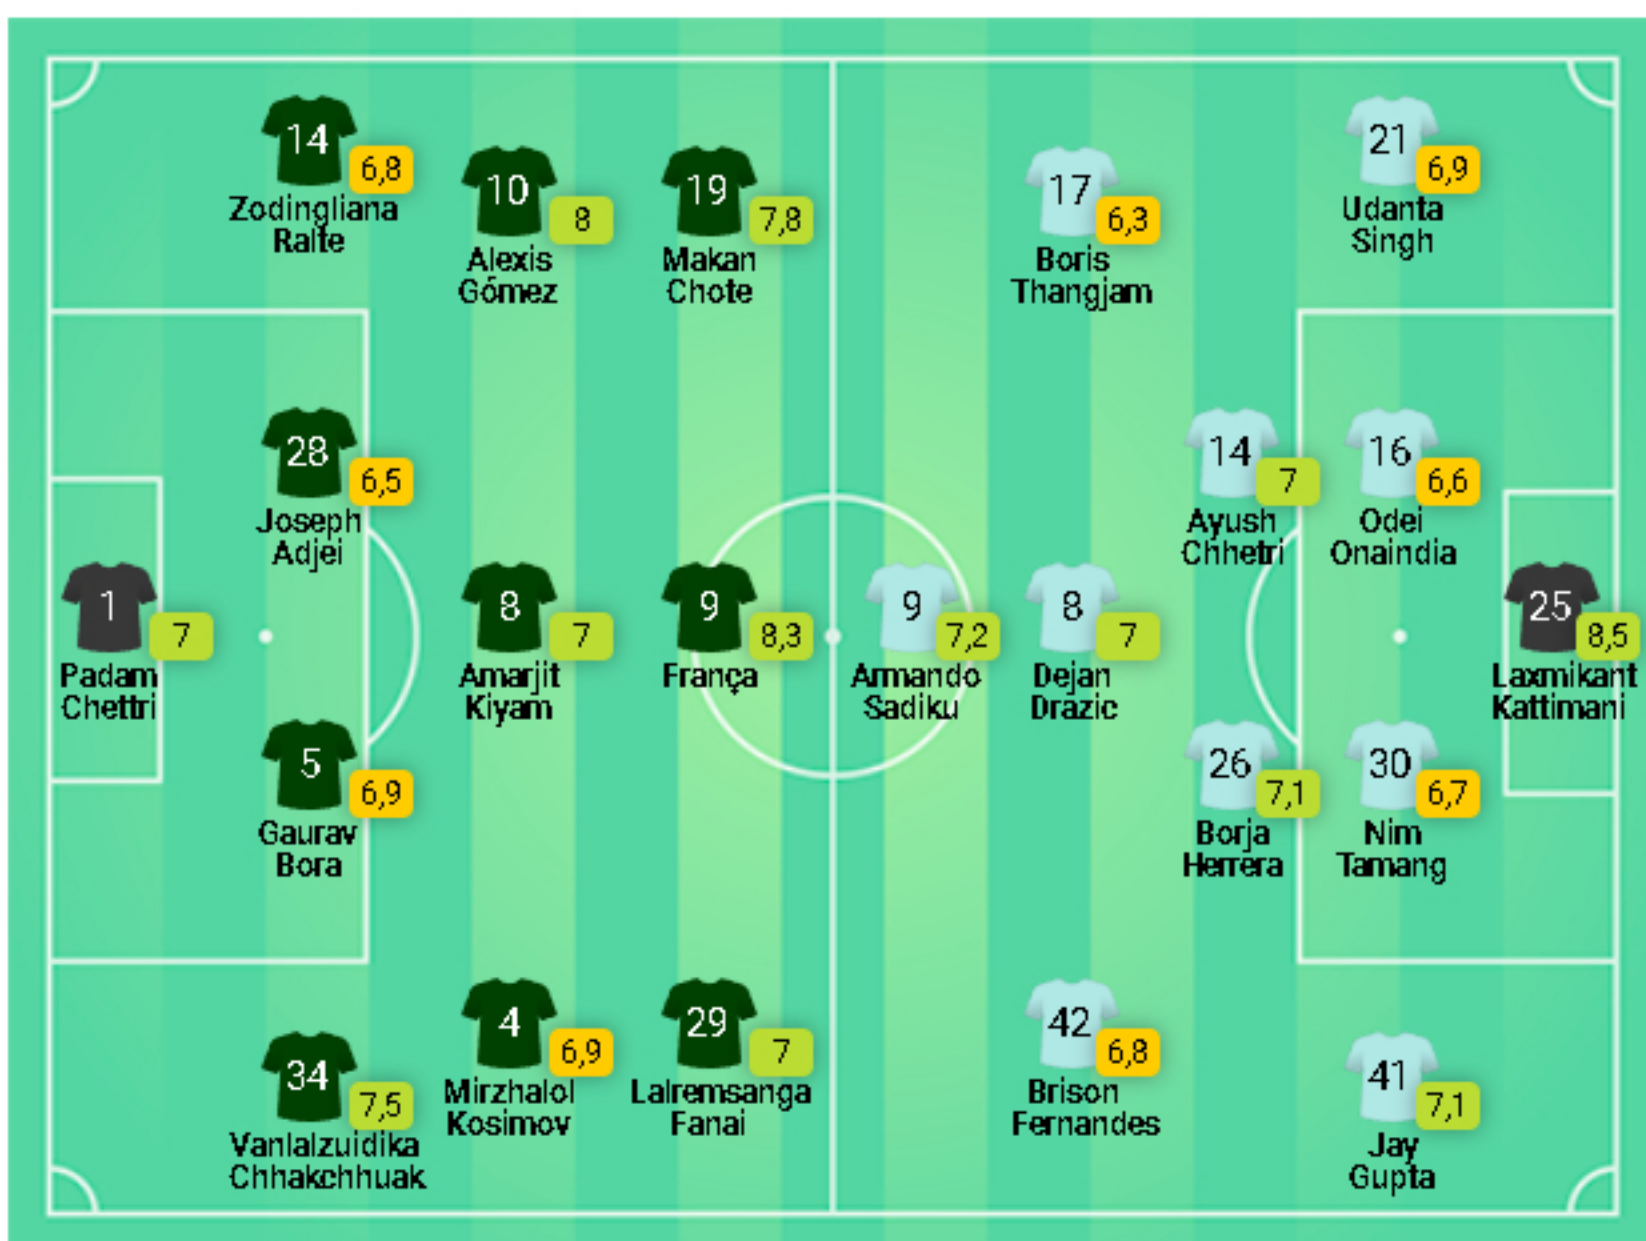 14
6,8
Zodingliana
Ralte
10
8
Alexis
Gómez
19
7,8
Makan
Chote
17
6,3
Boris
Thangjam
21
6,9
Udanta
Singh
28
6,5
Joseph
Adjei
14
7
Ayush
Chhetri
16
6,6
Odei
Onaindia
1
7
Padam
Chettri
8
7
Amarjit
Kiyam
9
8,3
França
9
7,2
Armando
Sadiku
8
7
Dejan
Drazic
25
8,5
Laxmikant
Kattimani
5
6,9
Gaurav
Bora
26
7,1
Borja
Herrera
30
6,7
Nim
Tamang
34
7,5
Vanlalzuidika
Chhakchhuak
4
6,9
Mirzhalol
Kosimov
29
7
Lalremsanga
Fanai
42
6,8
Brison
Fernandes
41
7,1
Jay
Gupta